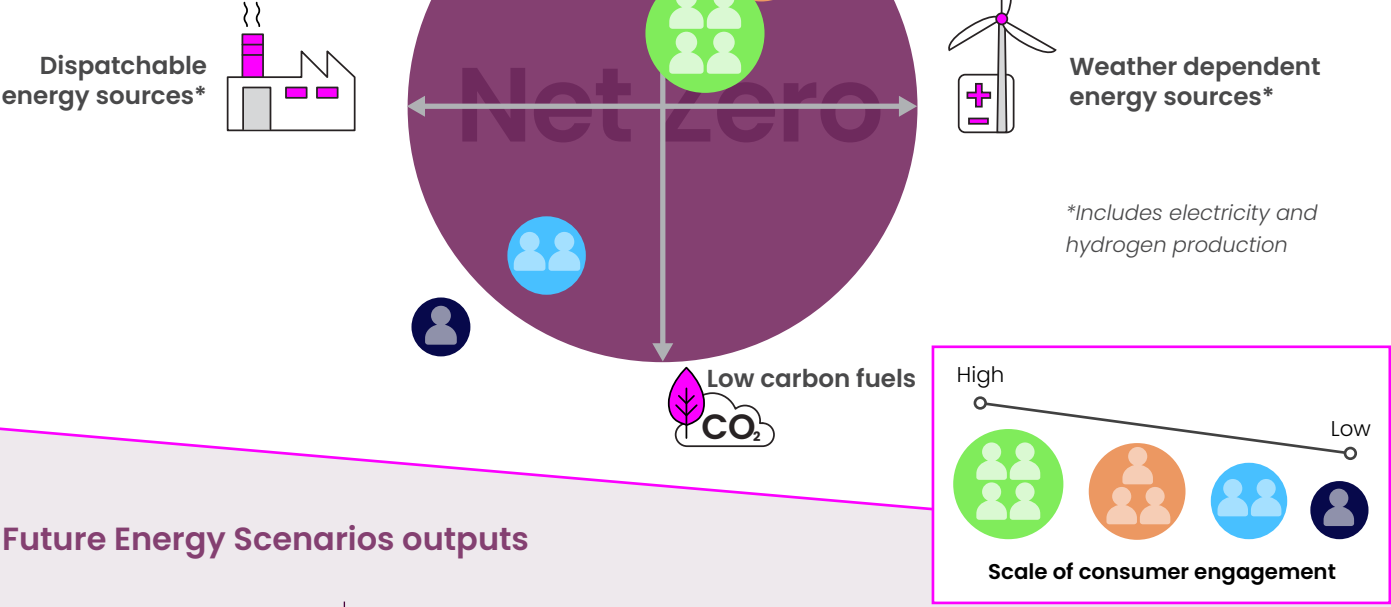 Dispatchable
energy sources*
Net Zero
Weather dependent
energy sources*
*Includes electricity and
hydrogen production
Low carbon fuels
CO₂
High
Low
Scale of consumer engagement
Future Energy Scenarios outputs